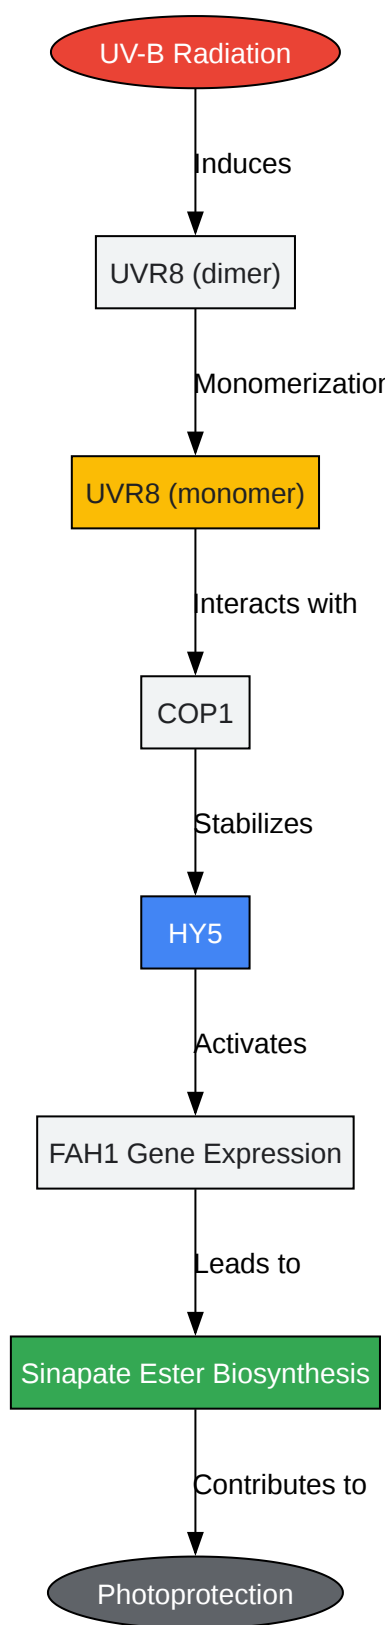 UV-B Radiation
Induces
UVR8 (dimer)
Monomerization
UVR8 (monomer)
Interacts with
COP1
Stabilizes
HY5
Activates
FAH1 Gene Expression
Leads to
Sinapate Ester Biosynthesis
Contributes to
Photoprotection